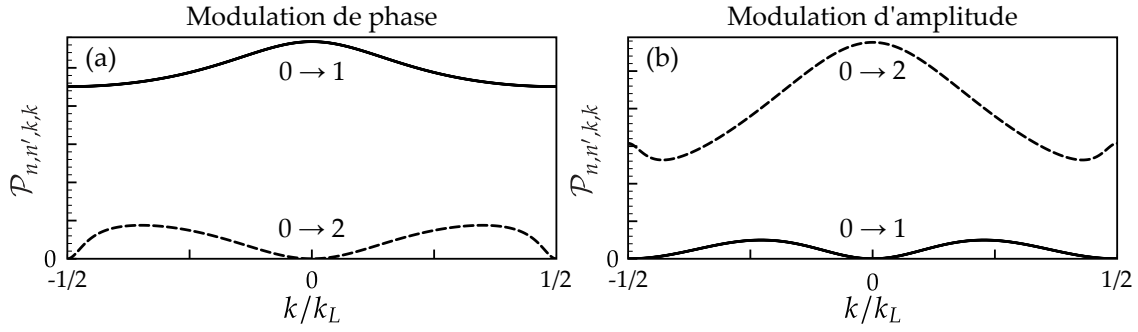 Modulation de phase
(a)
0 → 1
0 → 2
𝒫n,n′,k,k
0
-1/2
0
1/2
k/kL
Modulation d'amplitude
(b)
0 → 2
0 → 1
𝒫n,n′,k,k
0
-1/2
0
1/2
k/kL